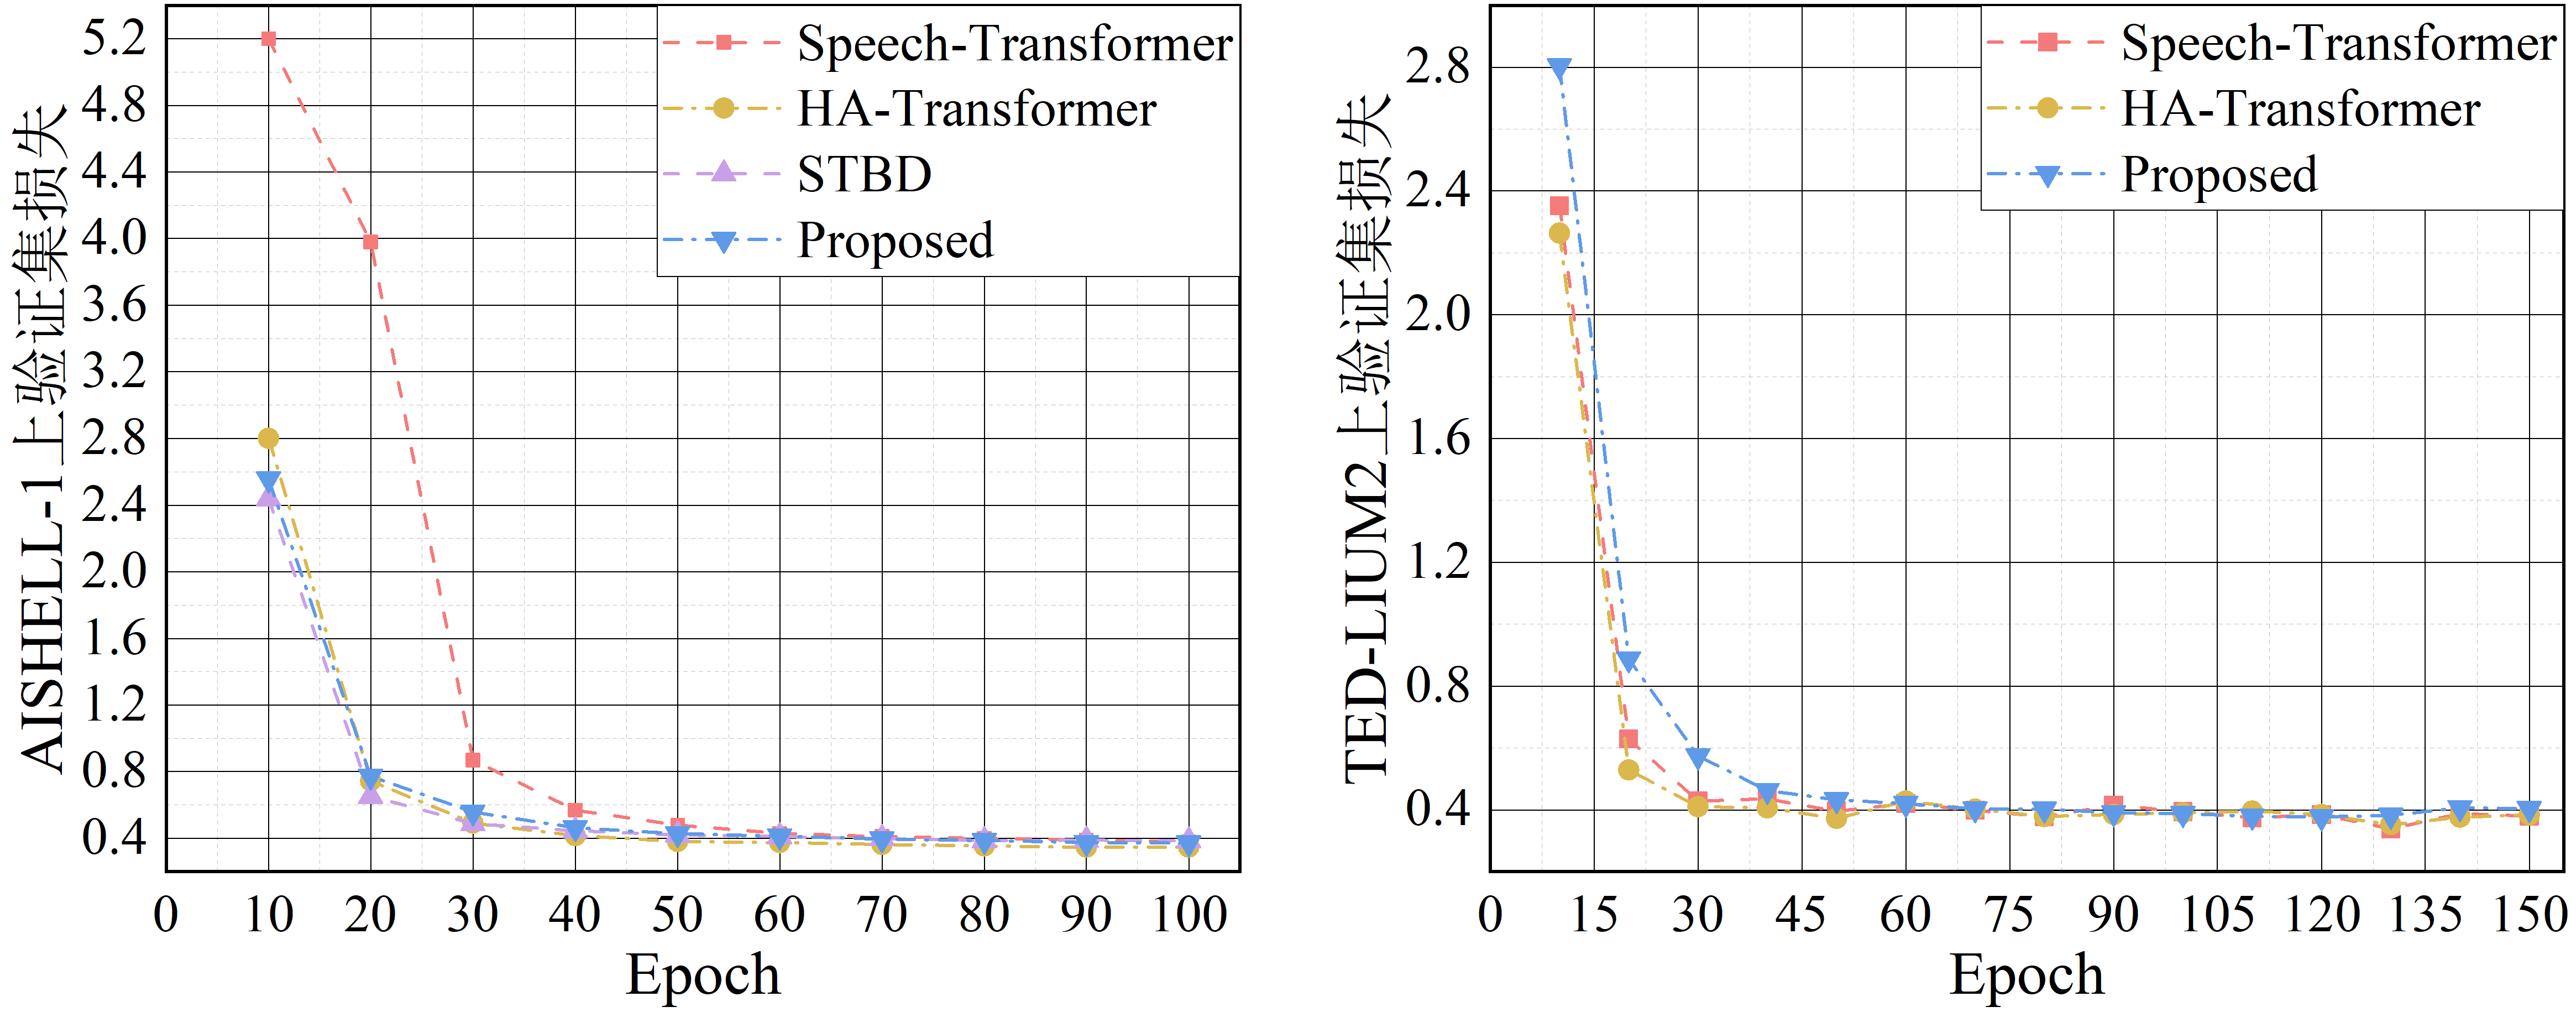 AISHELL-1上验证集损失
5.2
4.8
4.4
4.0
3.6
3.2
2.8
2.4
2.0
1.6
1.2
0.8
0.4
0 10 20 30 40 50 60 70 80 90 100
Epoch
Speech-Transformer
HA-Transformer
STBD
Proposed
TED-LIUM2上验证集损失
2.8
2.4
2.0
1.6
1.2
0.8
0.4
0 15 30 45 60 75 90 105 120 135 150
Epoch
Speech-Transformer
HA-Transformer
Proposed